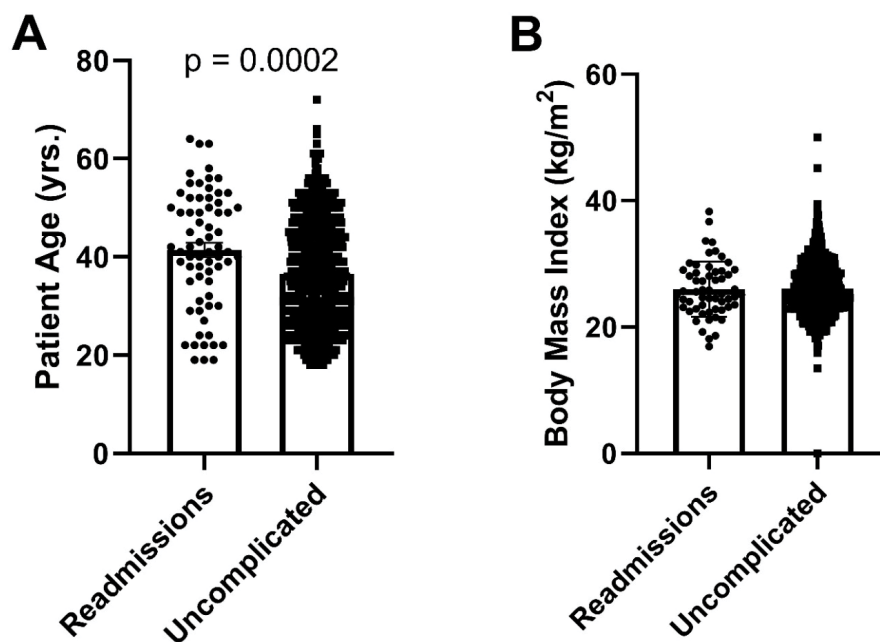 A
p = 0.0002
Patient Age (yrs.)
80
60
40
20
0
Readmissions
Uncomplicated
B
Body Mass Index (kg/m²)
60
40
20
0
Readmissions
Uncomplicated